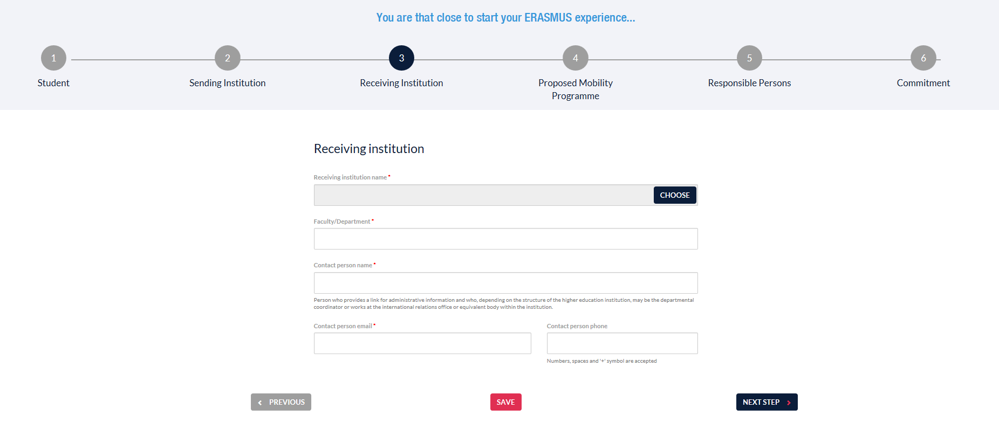 You are that close to start your ERASMUS experience...
1
2
3
4
5
6
Student
Sending Institution
Receiving Institution
Proposed Mobility
Programme
Responsible Persons
Commitment
Receiving institution
Receiving institution name *
CHOOSE
Faculty/Department *
Contact person name *
Person who provides a link for administrative information and who, depending on the structure of the higher education institution, may be the departmental
coordinator or works at the international relations office or equivalent body within the institution.
Contact person email *
Contact person phone
Numbers, spaces and '+' symbol are accepted
PREVIOUS
SAVE
NEXT STEP